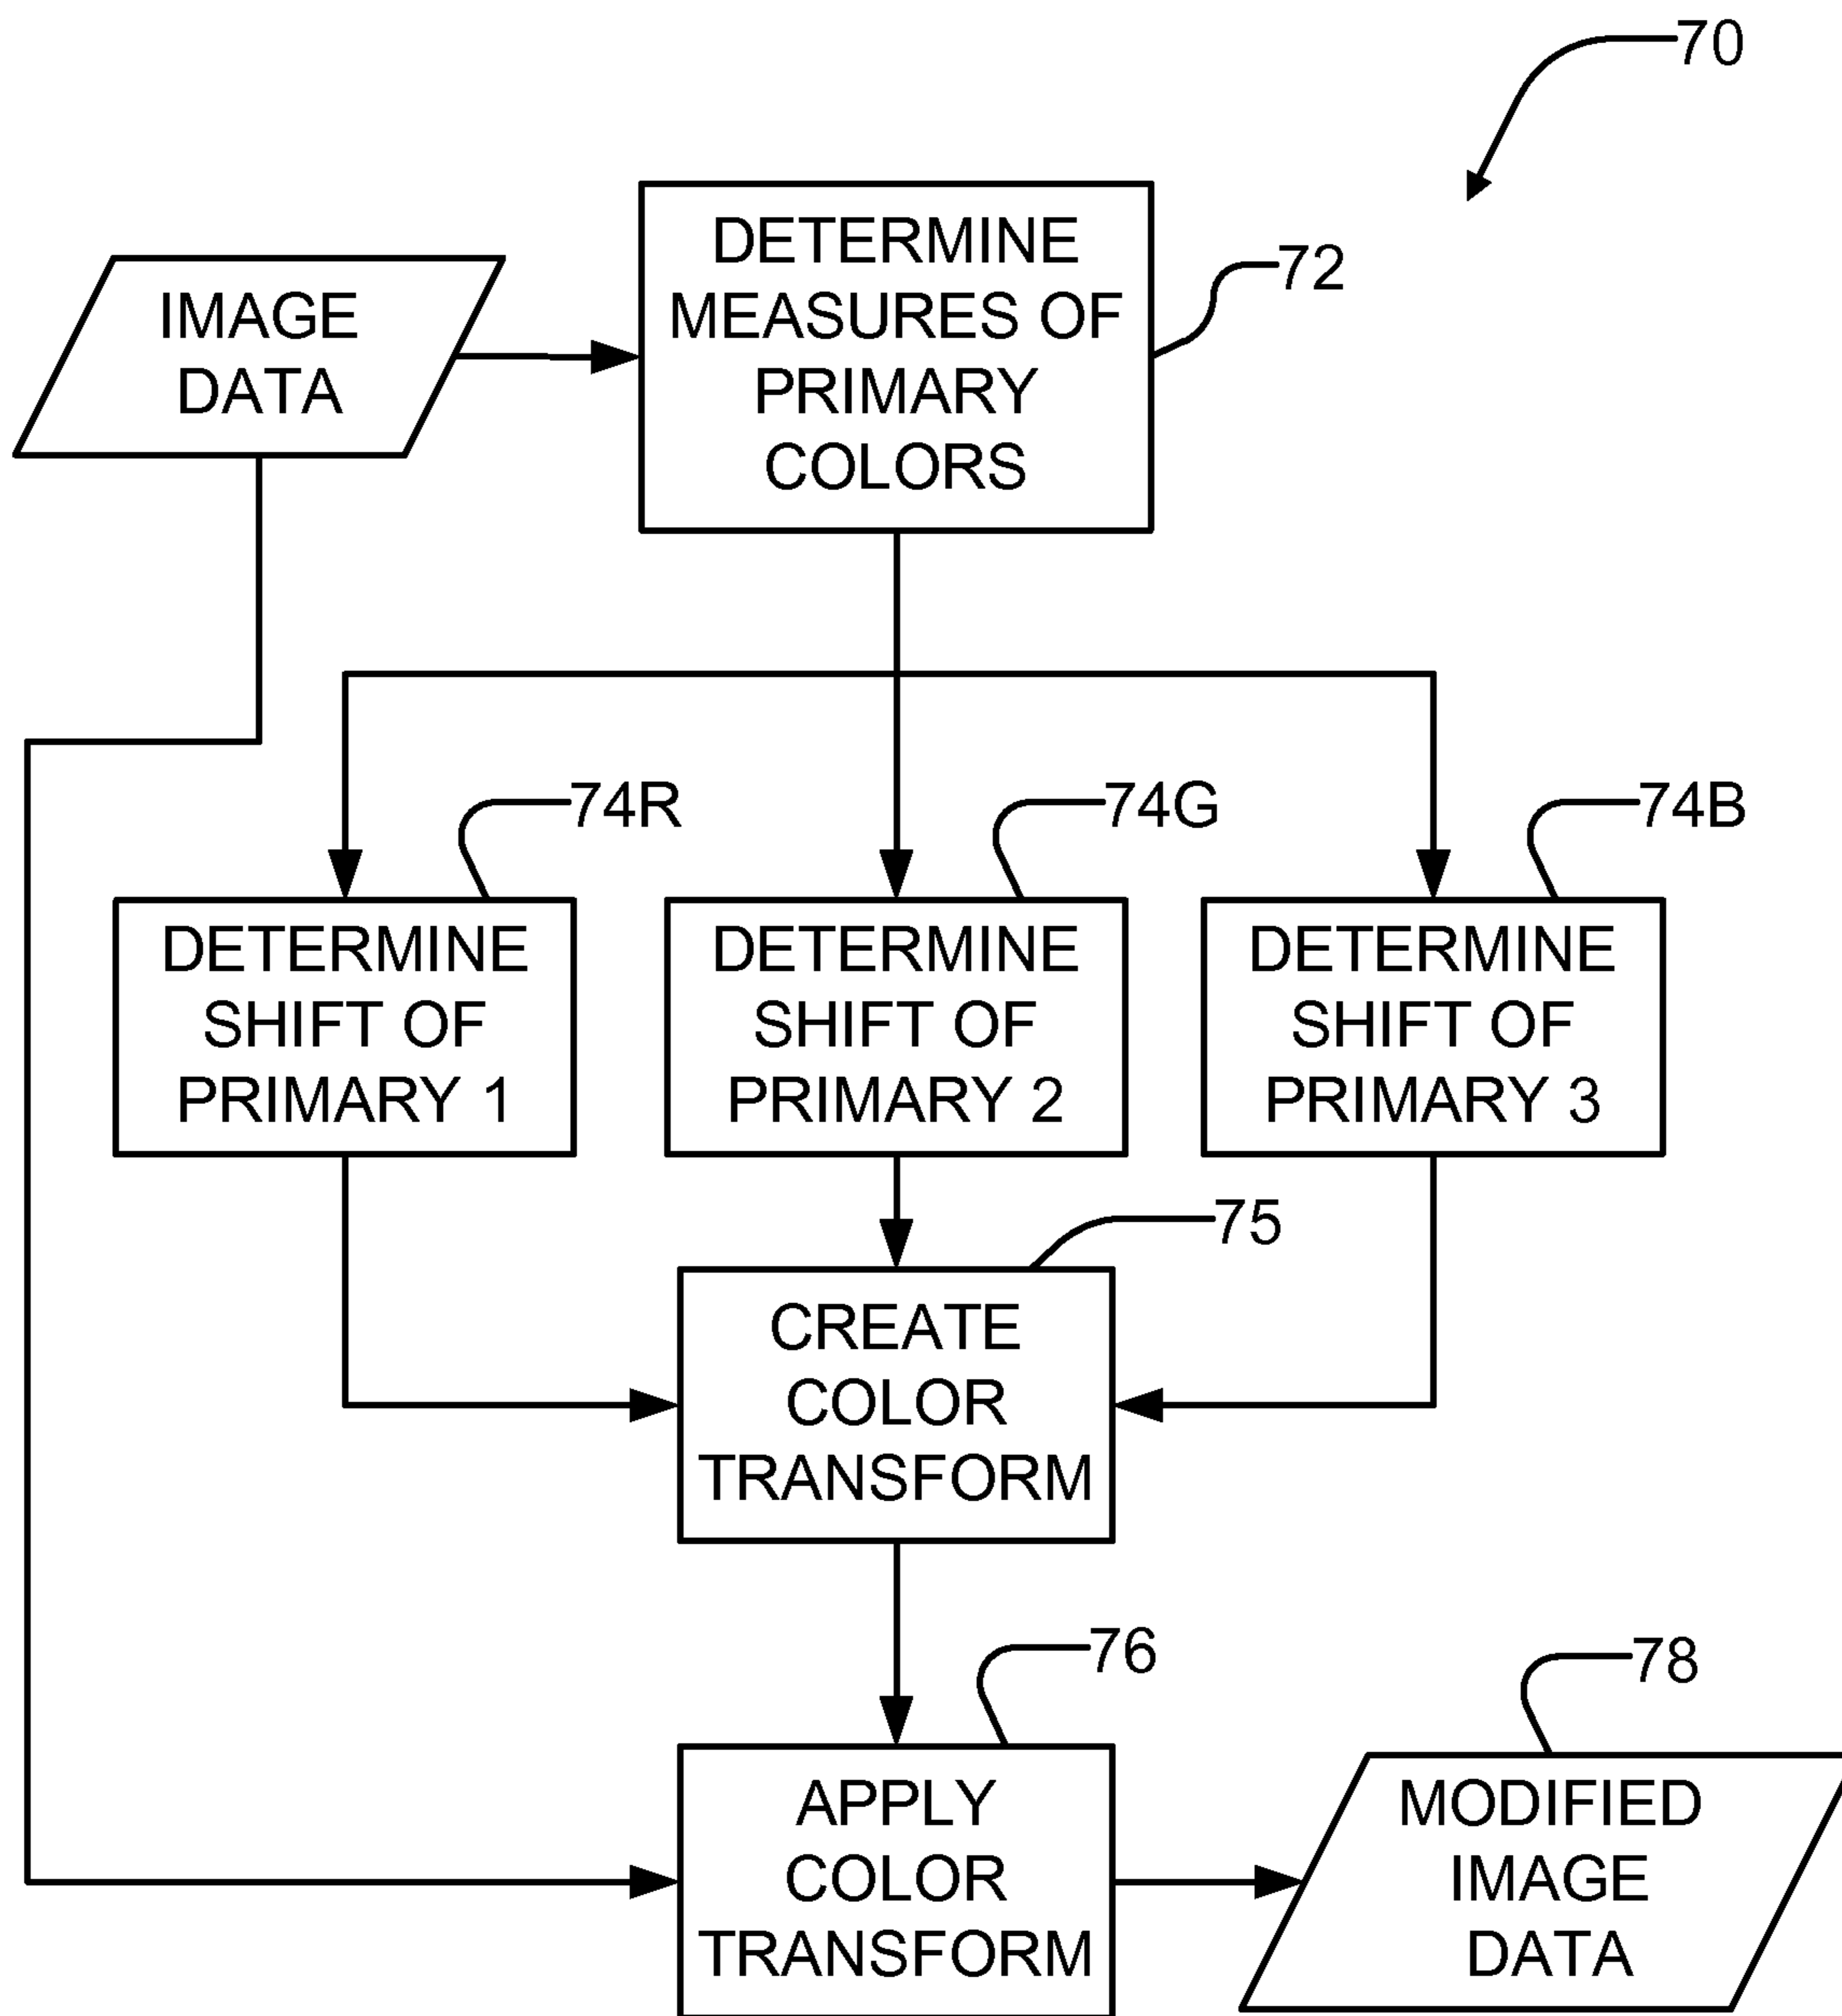 70
DETERMINE
MEASURES OF
PRIMARY
COLORS
72
IMAGE
DATA
74R
74G
74B
DETERMINE
SHIFT OF
PRIMARY 1
DETERMINE
SHIFT OF
PRIMARY 2
DETERMINE
SHIFT OF
PRIMARY 3
75
CREATE
COLOR
TRANSFORM
76
78
APPLY
COLOR
TRANSFORM
MODIFIED
IMAGE
DATA